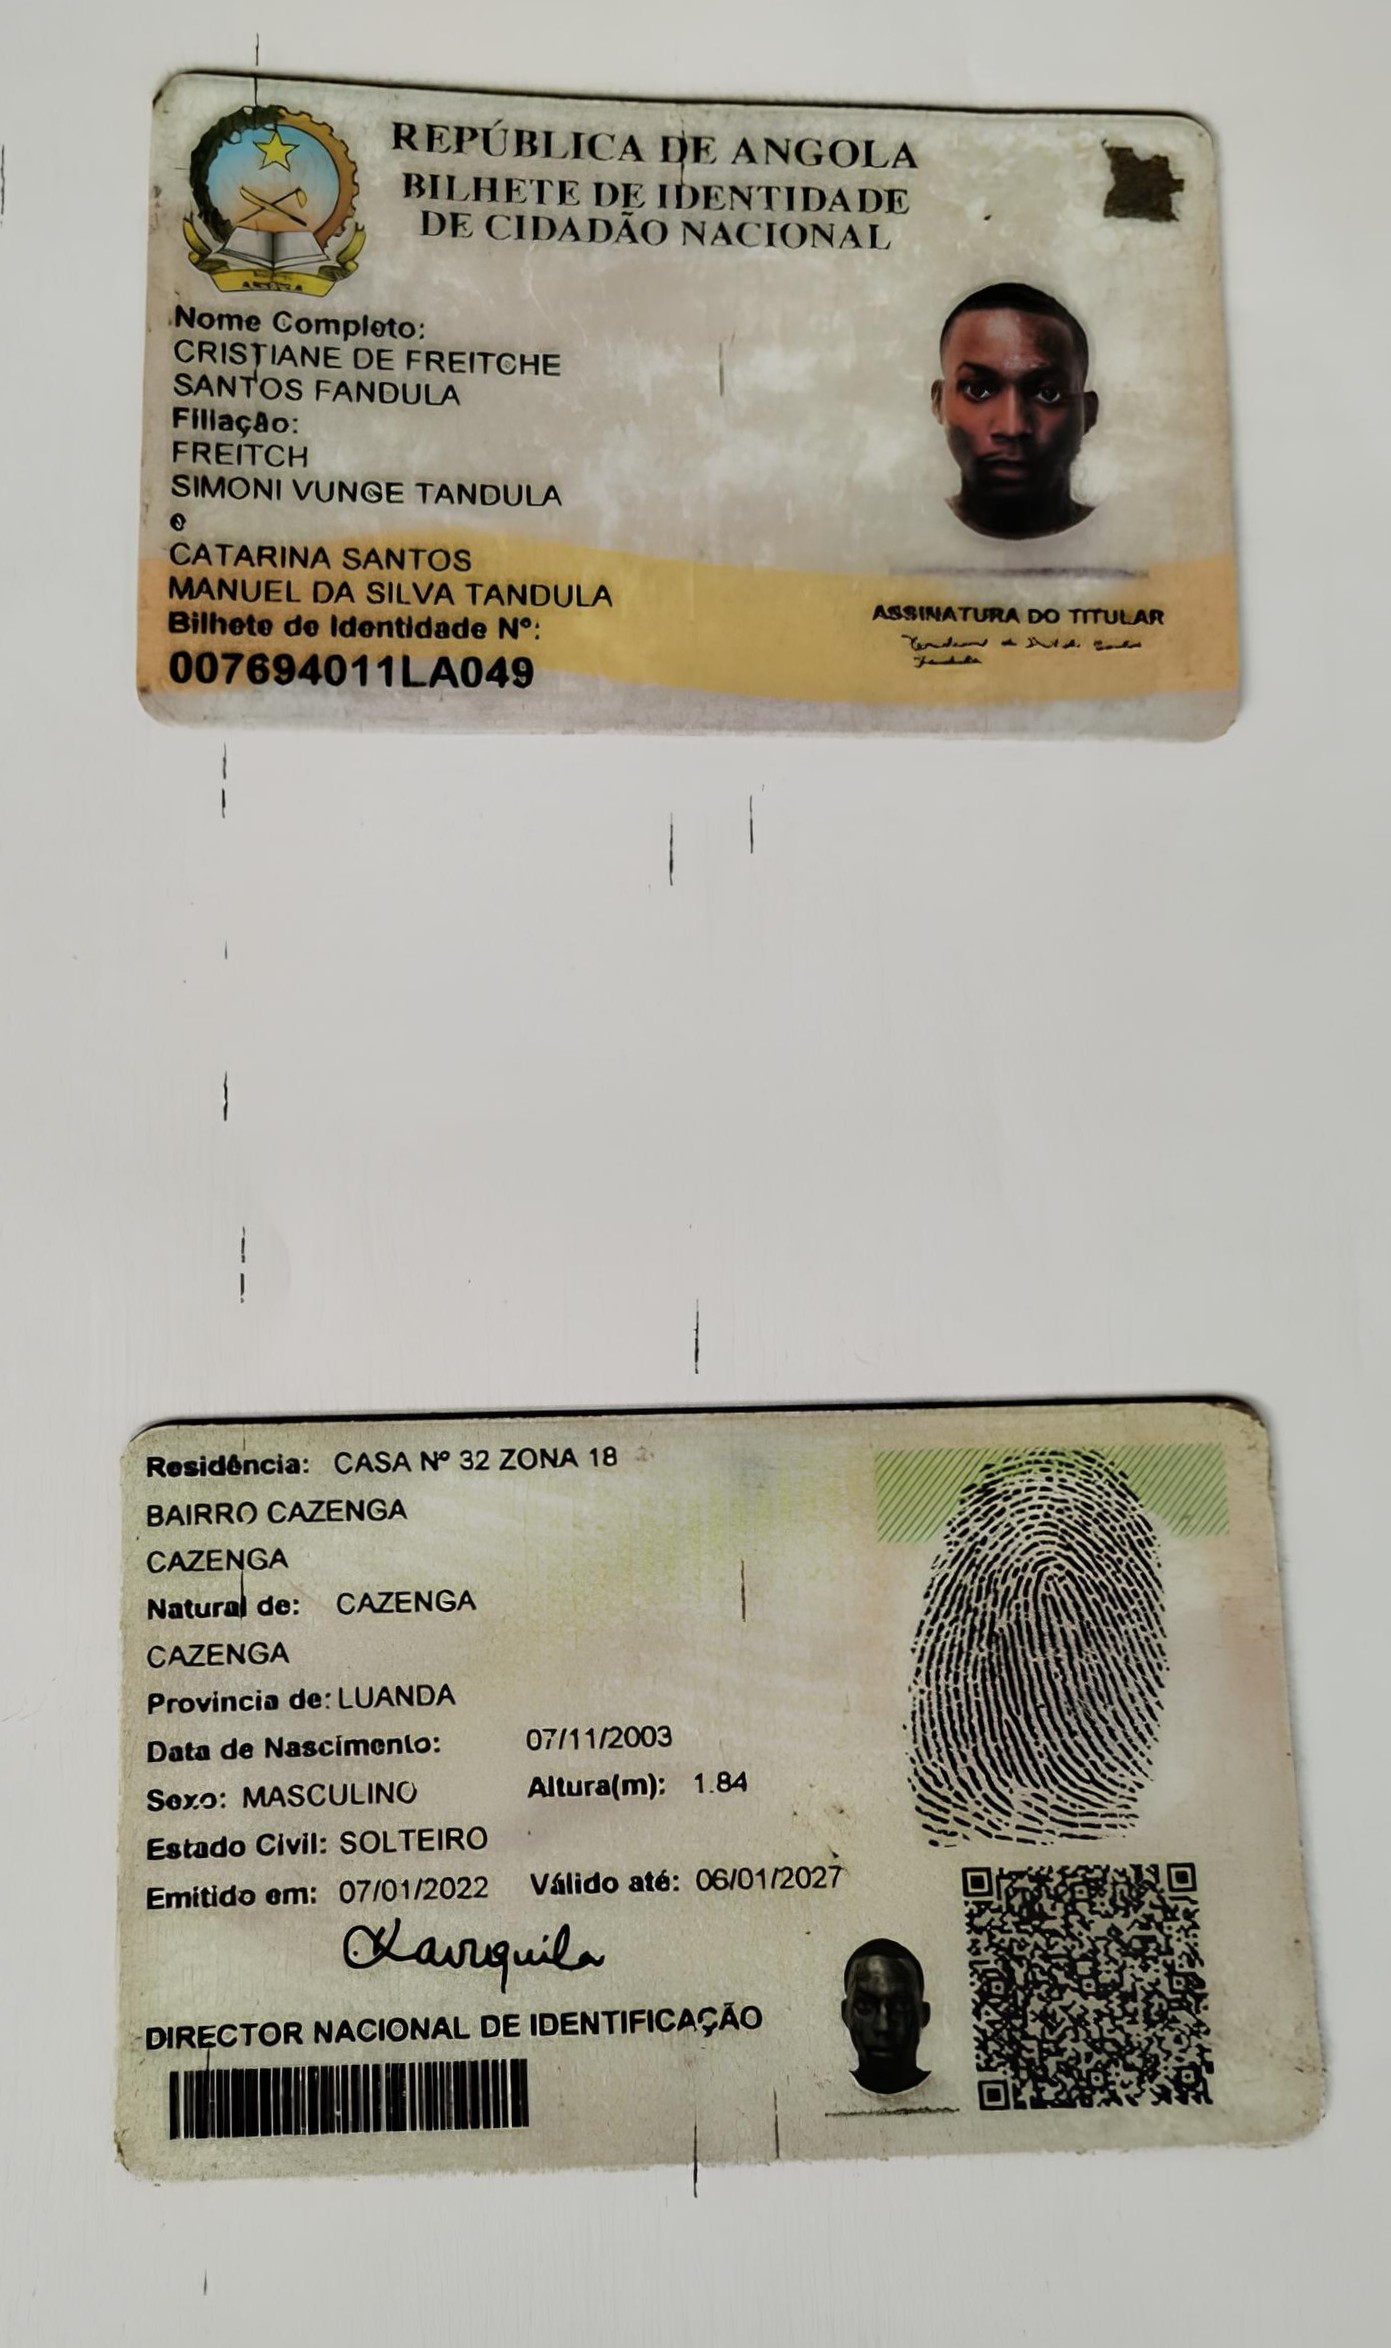 REPÚBLICA DE ANGOLA
BILHETE DE IDENTIDADE
DE CIDADÃO NACIONAL
ANGOLA
Nome Completo:
CRISTIANE DE FREITCHE
SANTOS FANDULA
Filiação:
FREITCH
SIMONI VUNGE TANDULA
e
CATARINA SANTOS
MANUEL DA SILVA TANDULA
Bilhete de Identidade Nº:
007694011LA049
ASSINATURA DO TITULAR
Residência: CASA Nº 32 ZONA 18
BAIRRO CAZENGA
CAZENGA
Natural de: CAZENGA
CAZENGA
Provincia de: LUANDA
Data de Nascimento: 07/11/2003
Sexo: MASCULINO Altura(m): 1.84
Estado Civil: SOLTEIRO
Emitido em: 07/01/2022 Válido até: 06/01/2027
DIRECTOR NACIONAL DE IDENTIFICAÇÃO